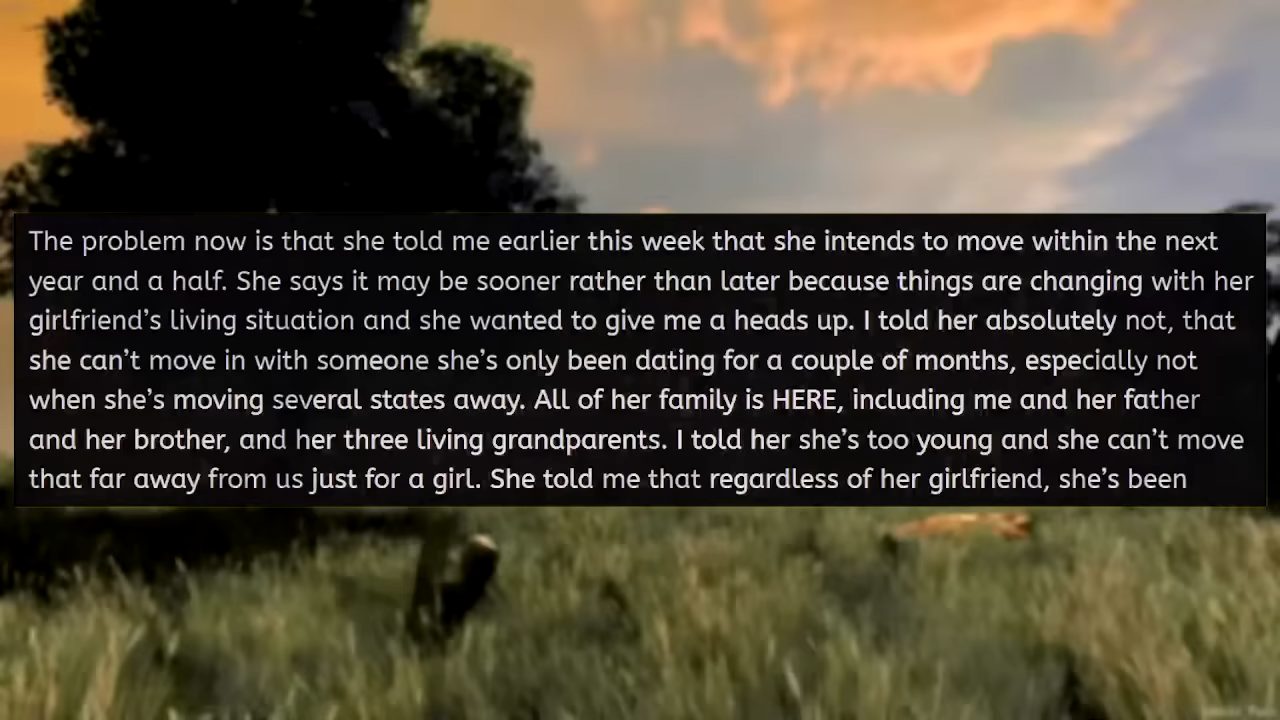 The problem now is that she told me earlier this week that she intends to move within the next
year and a half. She says it may be sooner rather than later because things are changing with her
girlfriend’s living situation and she wanted to give me a heads up. I told her absolutely not, that
she can’t move in with someone she’s only been dating for a couple of months, especially not
when she’s moving several states away. All of her family is HERE, including me and her father
and her brother, and her three living grandparents. I told her she’s too young and she can’t move
that far away from us just for a girl. She told me that regardless of her girlfriend, she’s been